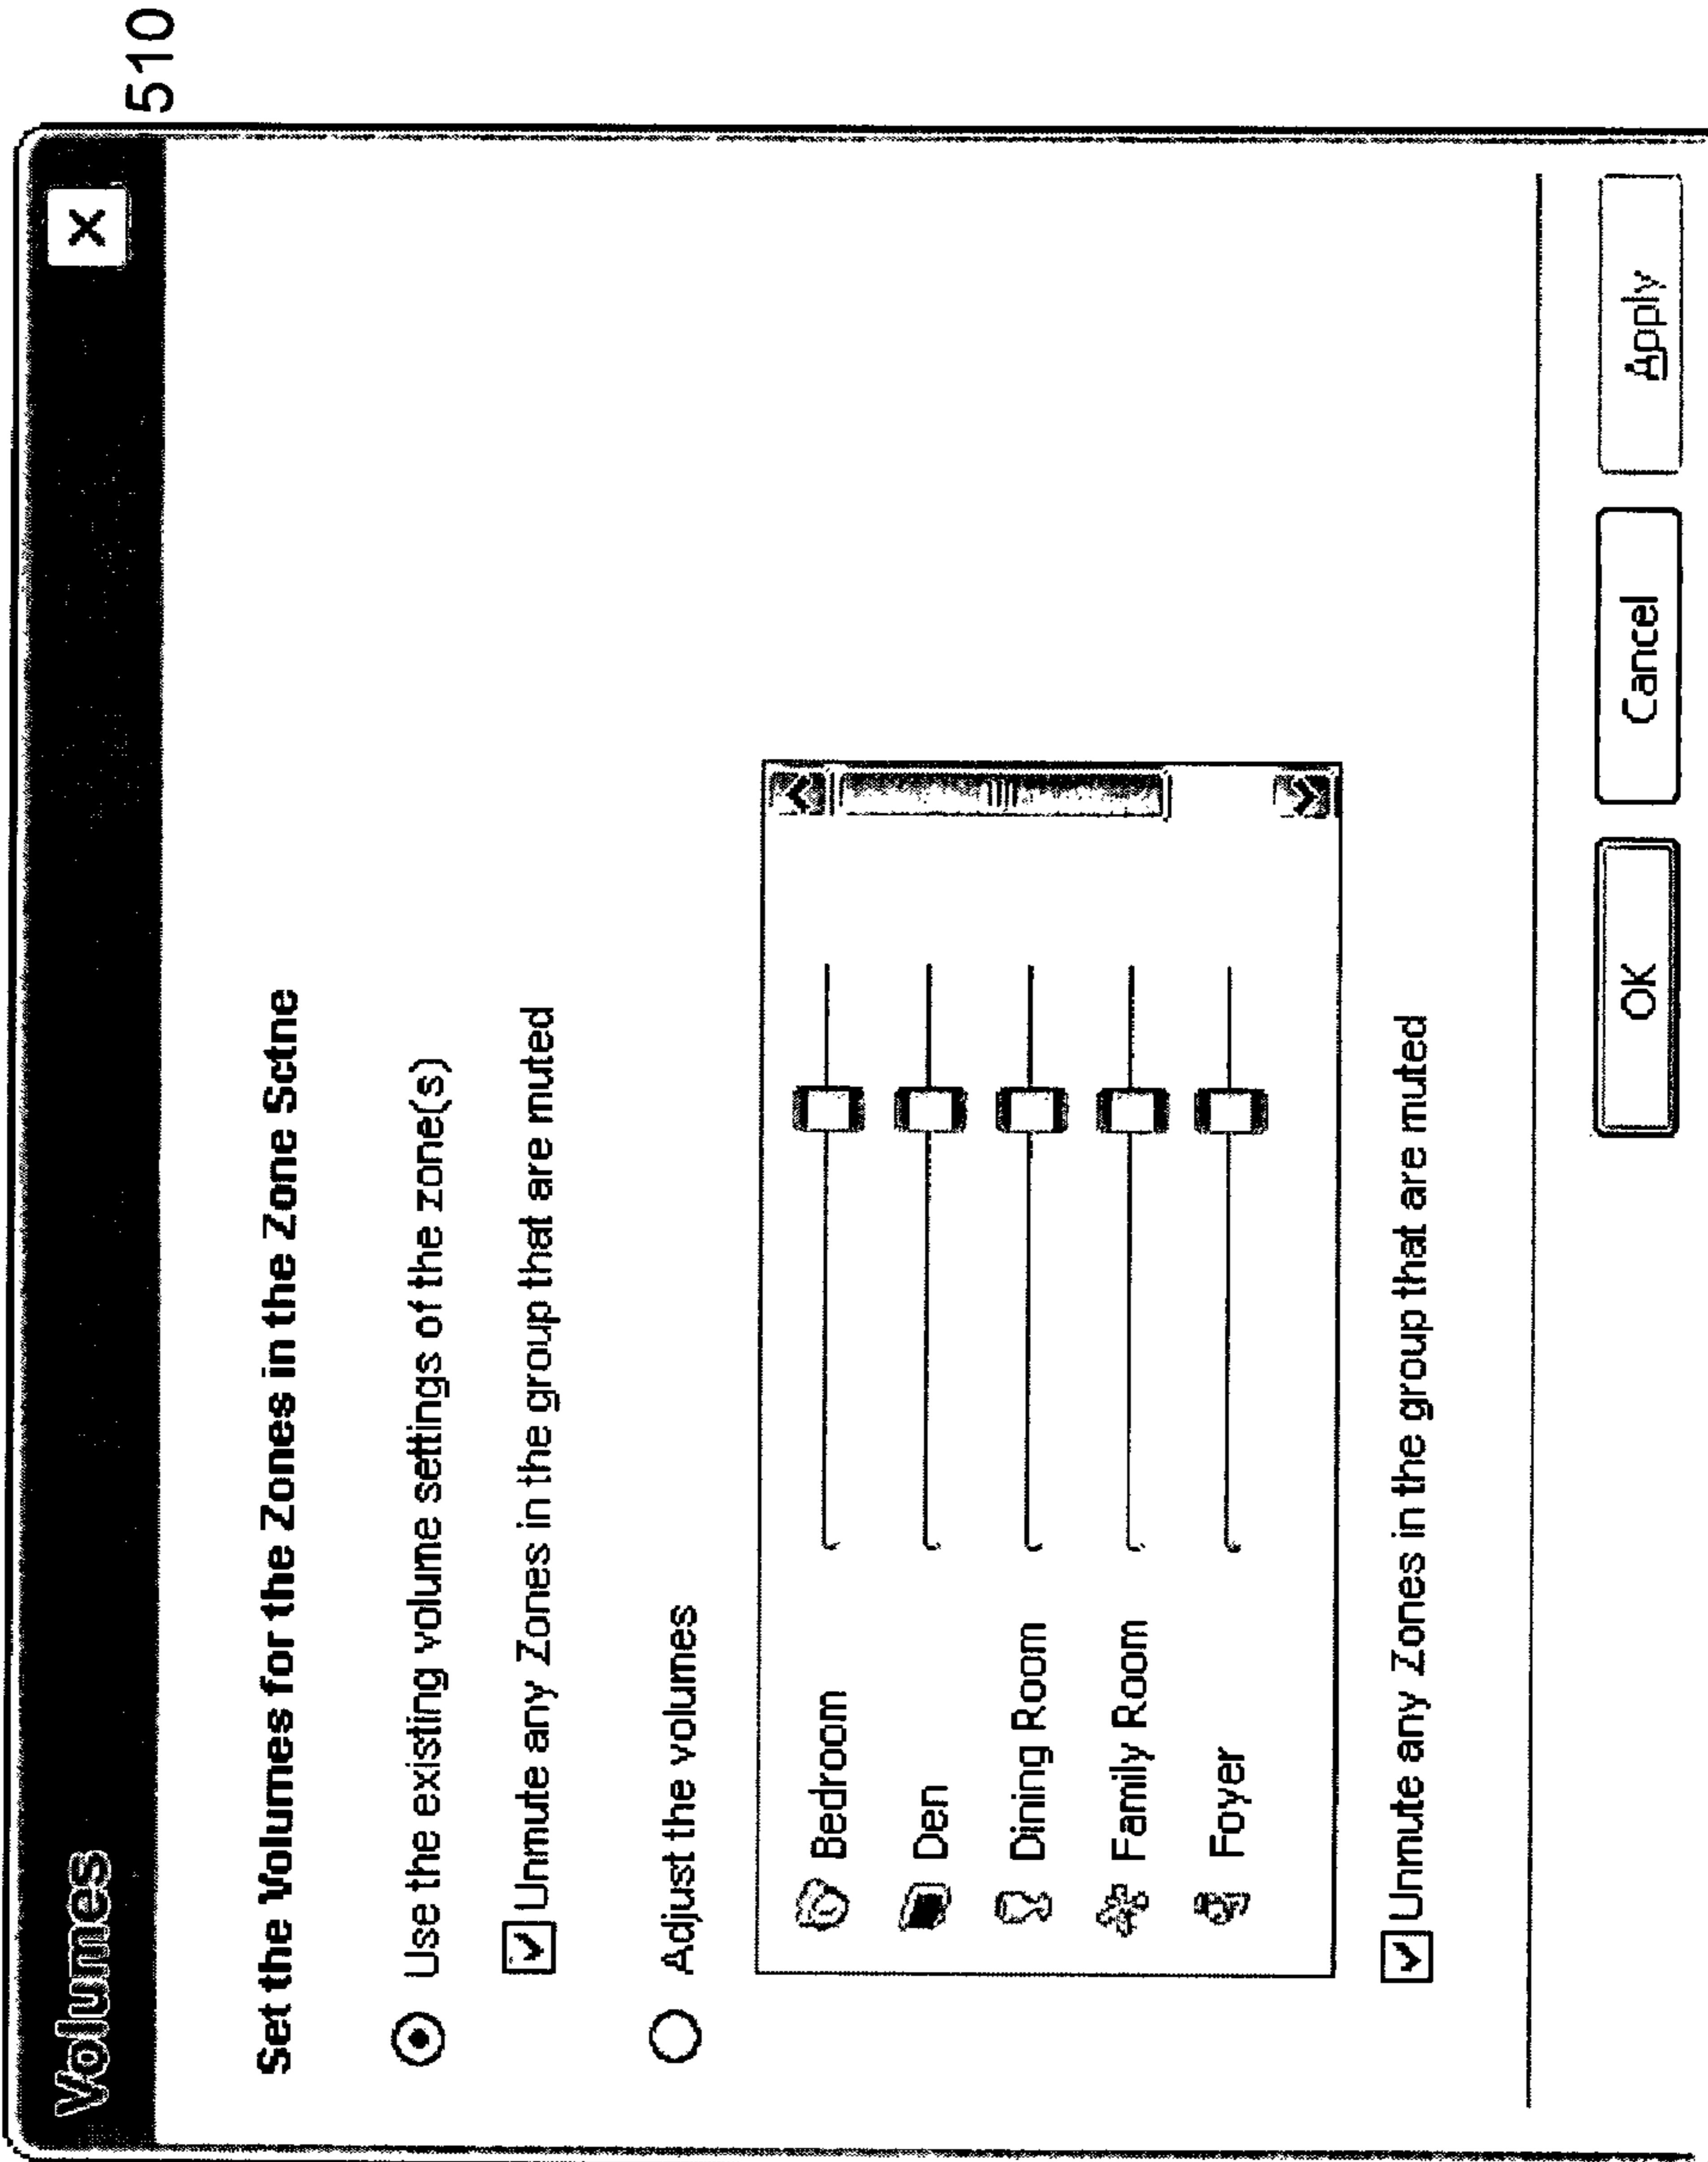 510
Volumes
Set the Volumes for the Zones in the Zone Sctne
Use the existing volume settings of the zone(s)
Unmute any Zones in the group that are muted
Adjust the volumes
Bedroom
Den
Dining Room
Family Room
Foyer
Unmute any Zones in the group that are muted
OK Cancel Apply